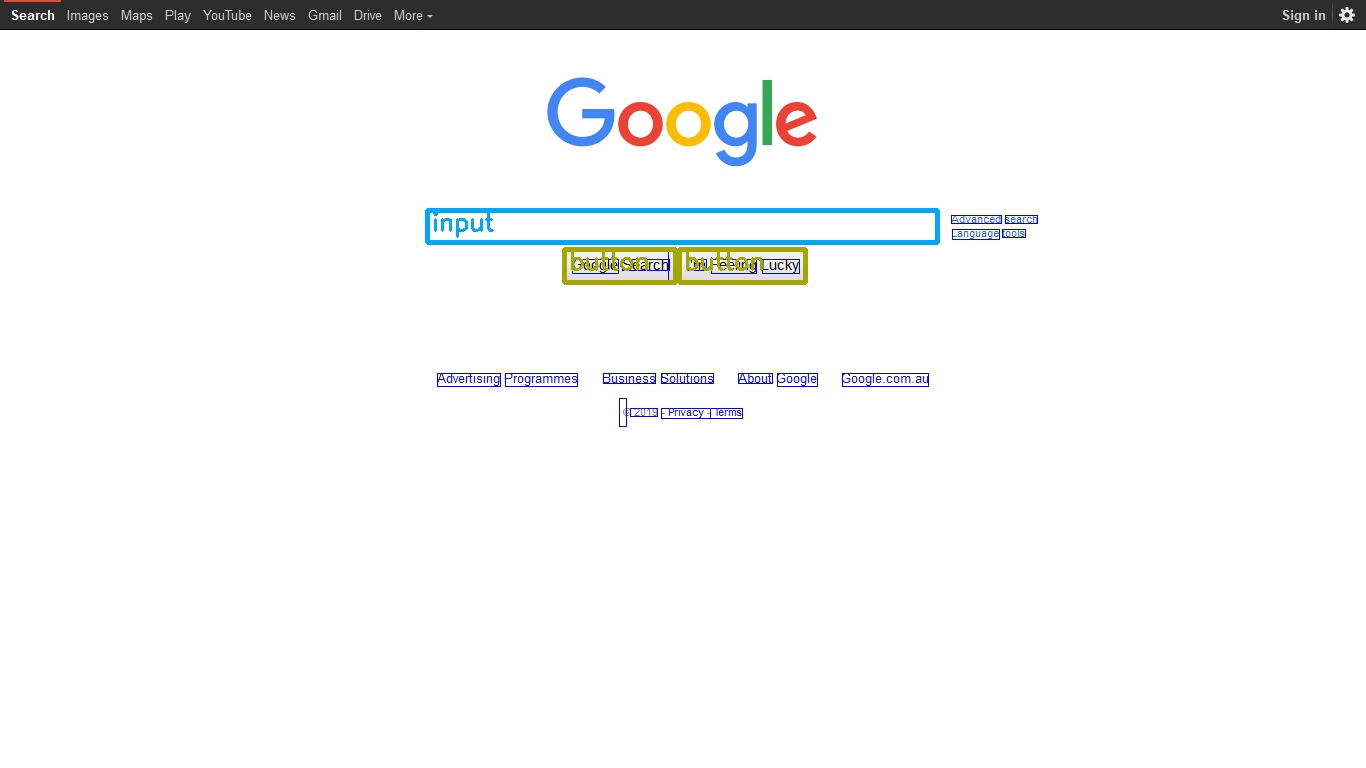 Search Images Maps Play YouTube News Gmail Drive More Sign in
Google
input
Advanced search
Language tools
button button
Google Search I'm Feeling Lucky
Advertising Programmes Business Solutions About Google Google.com.au
© 2019 - Privacy - Terms